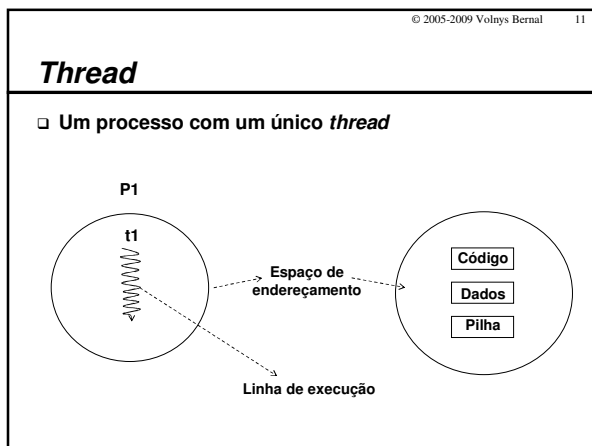 © 2005-2009 Volnys Bernal 11
Thread
❑ Um processo com um único thread
P1
t1
Espaço de
endereçamento
Código
Dados
Pilha
Linha de execução